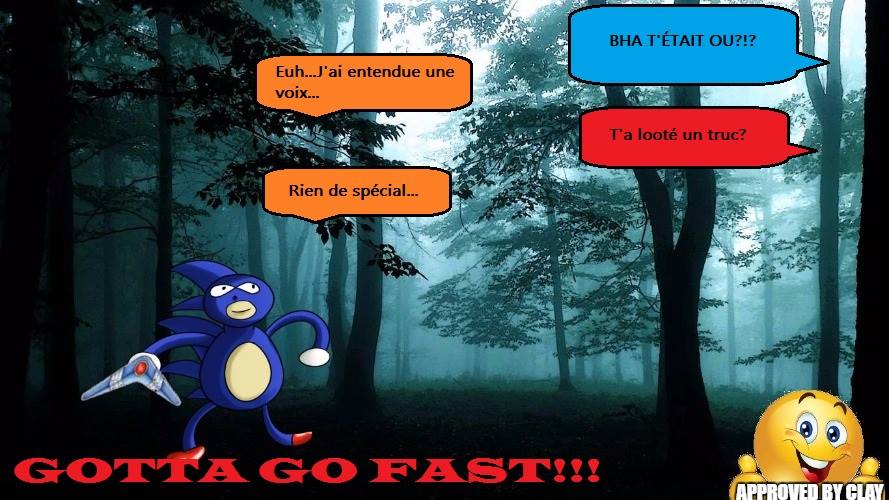 BHA T'ÉTAIT OU?!?
Euh...J'ai entendue une
voix...
T'a looté un truc?
Rien de spécial...
GOTTA GO FAST!!!
APPROVED BY CLAY